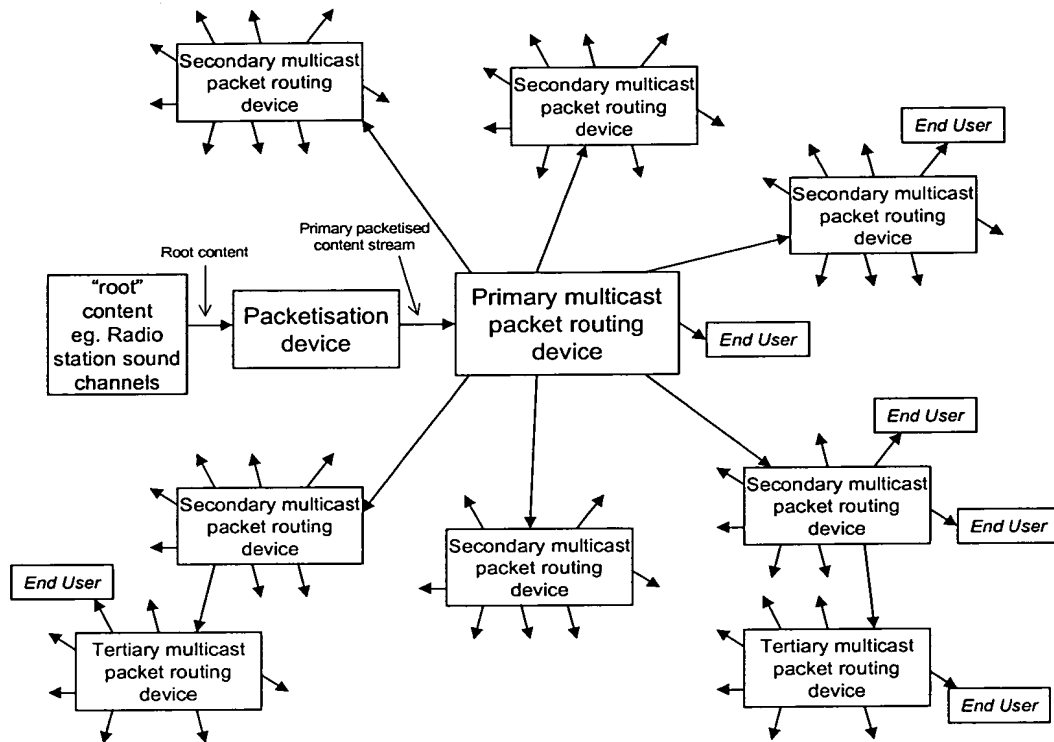 Secondary multicast
packet routing
device
Secondary multicast
packet routing
device
End User
Secondary multicast
packet routing
device
Root content
Primary packetised
content stream
"root"
content
eg. Radio
station sound
channels
Packetisation
device
Primary multicast
packet routing
device
End User
End User
Secondary multicast
packet routing
device
Secondary multicast
packet routing
device
Secondary multicast
packet routing
device
End User
End User
Tertiary multicast
packet routing
device
Tertiary multicast
packet routing
device
End User